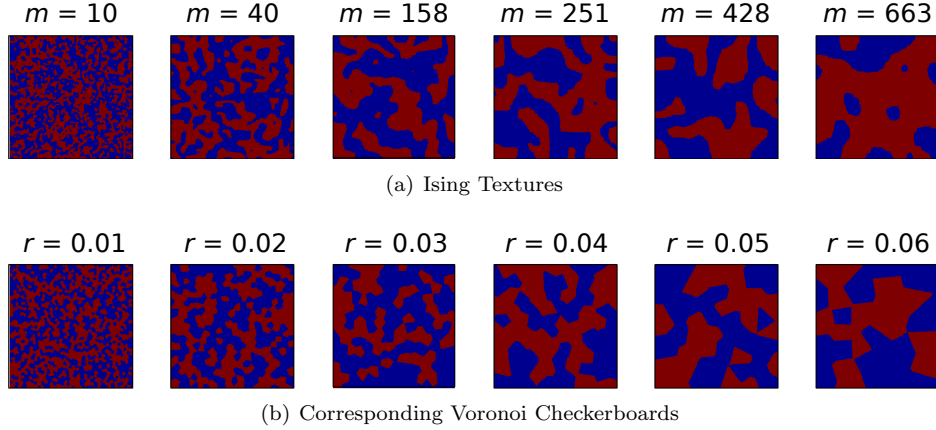 m = 10 m = 40 m = 158 m = 251 m = 428 m = 663
(a) Ising Textures
r = 0.01 r = 0.02 r = 0.03 r = 0.04 r = 0.05 r = 0.06
(b) Corresponding Voronoi Checkerboards